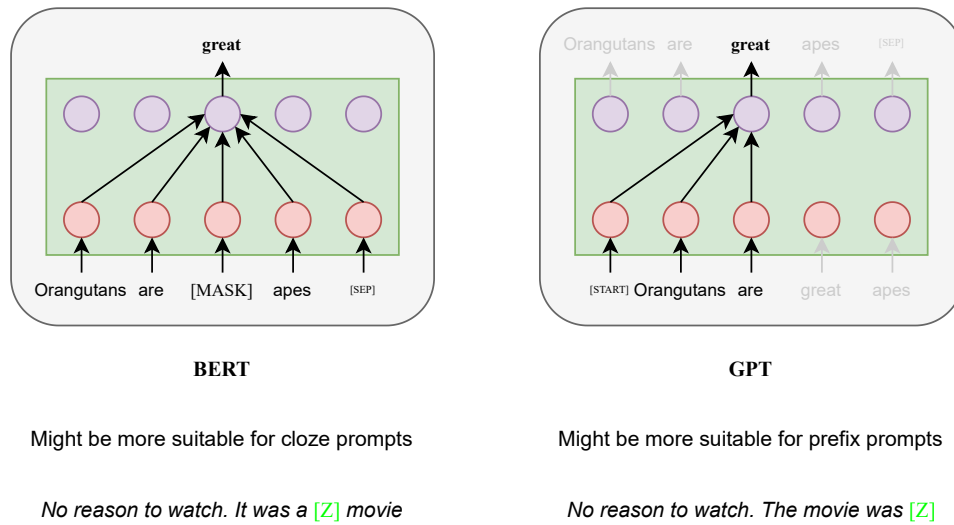 great
Orangutans are [MASK] apes [SEP]
BERT
Might be more suitable for cloze prompts
No reason to watch. It was a [Z] movie
Orangutans are great apes [SEP]
[START] Orangutans are great apes
GPT
Might be more suitable for prefix prompts
No reason to watch. The movie was [Z]